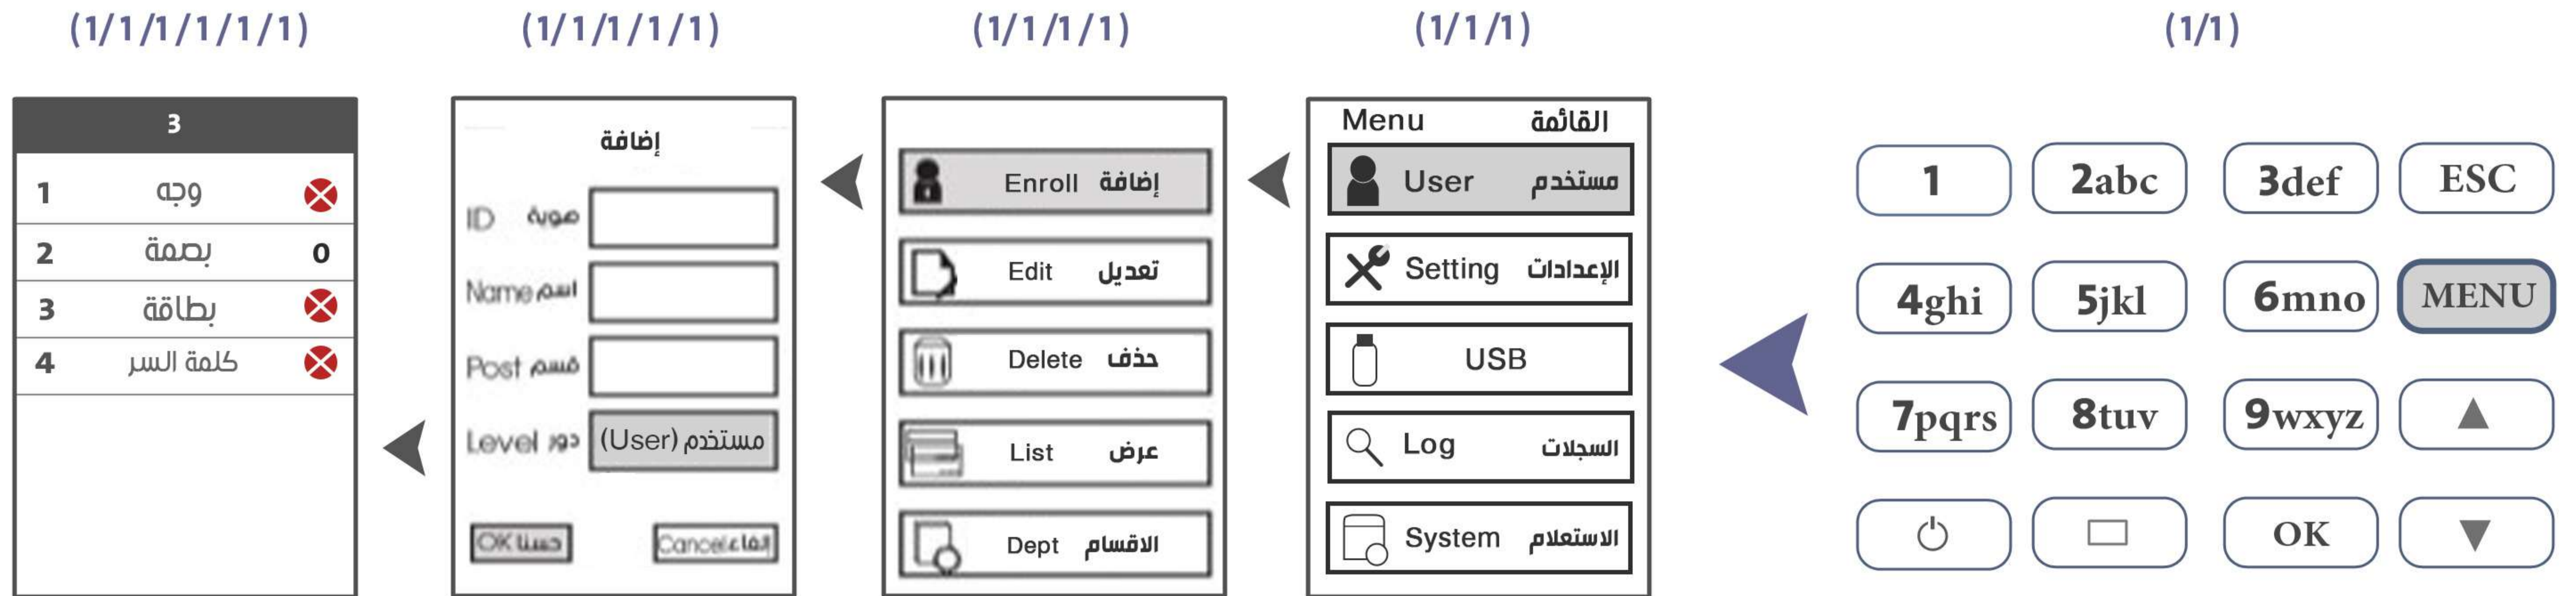 (1/1)
1 2abc 3def ESC
4ghi 5jkl 6mno MENU
7pqrs 8tuv 9wxyz
OK
(1/1/1)
Menu القائمة
User مستخدم
Setting الإعدادات
USB
Log السجلات
System الاستعلام
(1/1/1/1)
Enroll إضافة
Edit تعديل
Delete حذف
List عرض
Dept الاقسام
(1/1/1/1/1)
إضافة
ID هوية
Name اسم
Post قسم
Level دور مستخدم (User)
OK حسنا Cancel الغاء
(1/1/1/1/1/1)
3
1 وجه
2 بصمة 0
3 بطاقة
4 كلمة السر